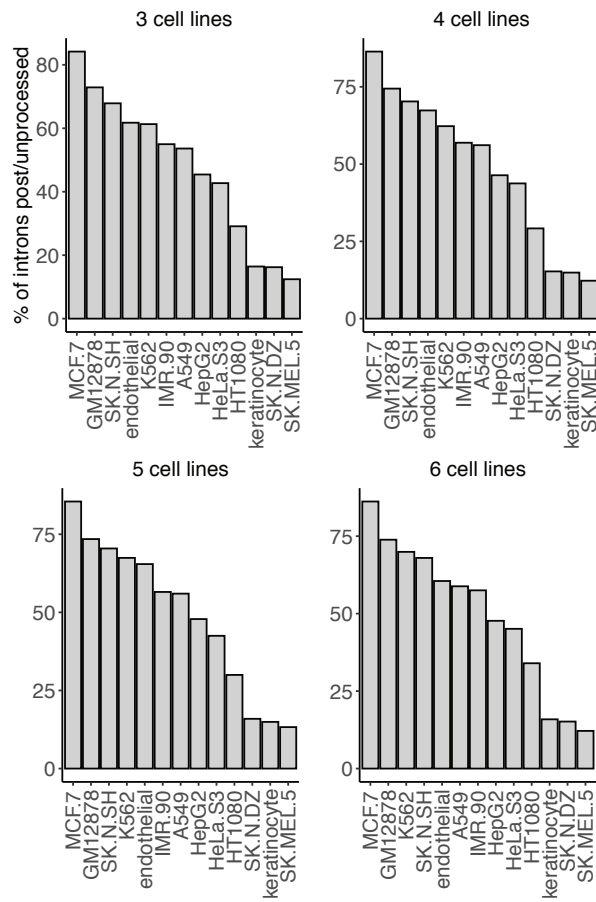 3 cell lines
% of introns post/unprocessed
80
60
40
20
0
MCF.7
GM12878
SK.N.SH
endothelial
K562
IMR.90
A549
HepG2
HeLa.S3
HT1080
keratinocyte
SK.N.DZ
SK.MEL.5
4 cell lines
75
50
25
0
MCF.7
GM12878
SK.N.SH
endothelial
K562
IMR.90
A549
HepG2
HeLa.S3
HT1080
SK.N.DZ
keratinocyte
SK.MEL.5
5 cell lines
75
50
25
0
MCF.7
GM12878
SK.N.SH
K562
endothelial
IMR.90
A549
HepG2
HeLa.S3
HT1080
SK.N.DZ
keratinocyte
SK.MEL.5
6 cell lines
75
50
25
0
MCF.7
GM12878
K562
SK.N.SH
endothelial
A549
IMR.90
HepG2
HeLa.S3
HT1080
keratinocyte
SK.N.DZ
SK.MEL.5